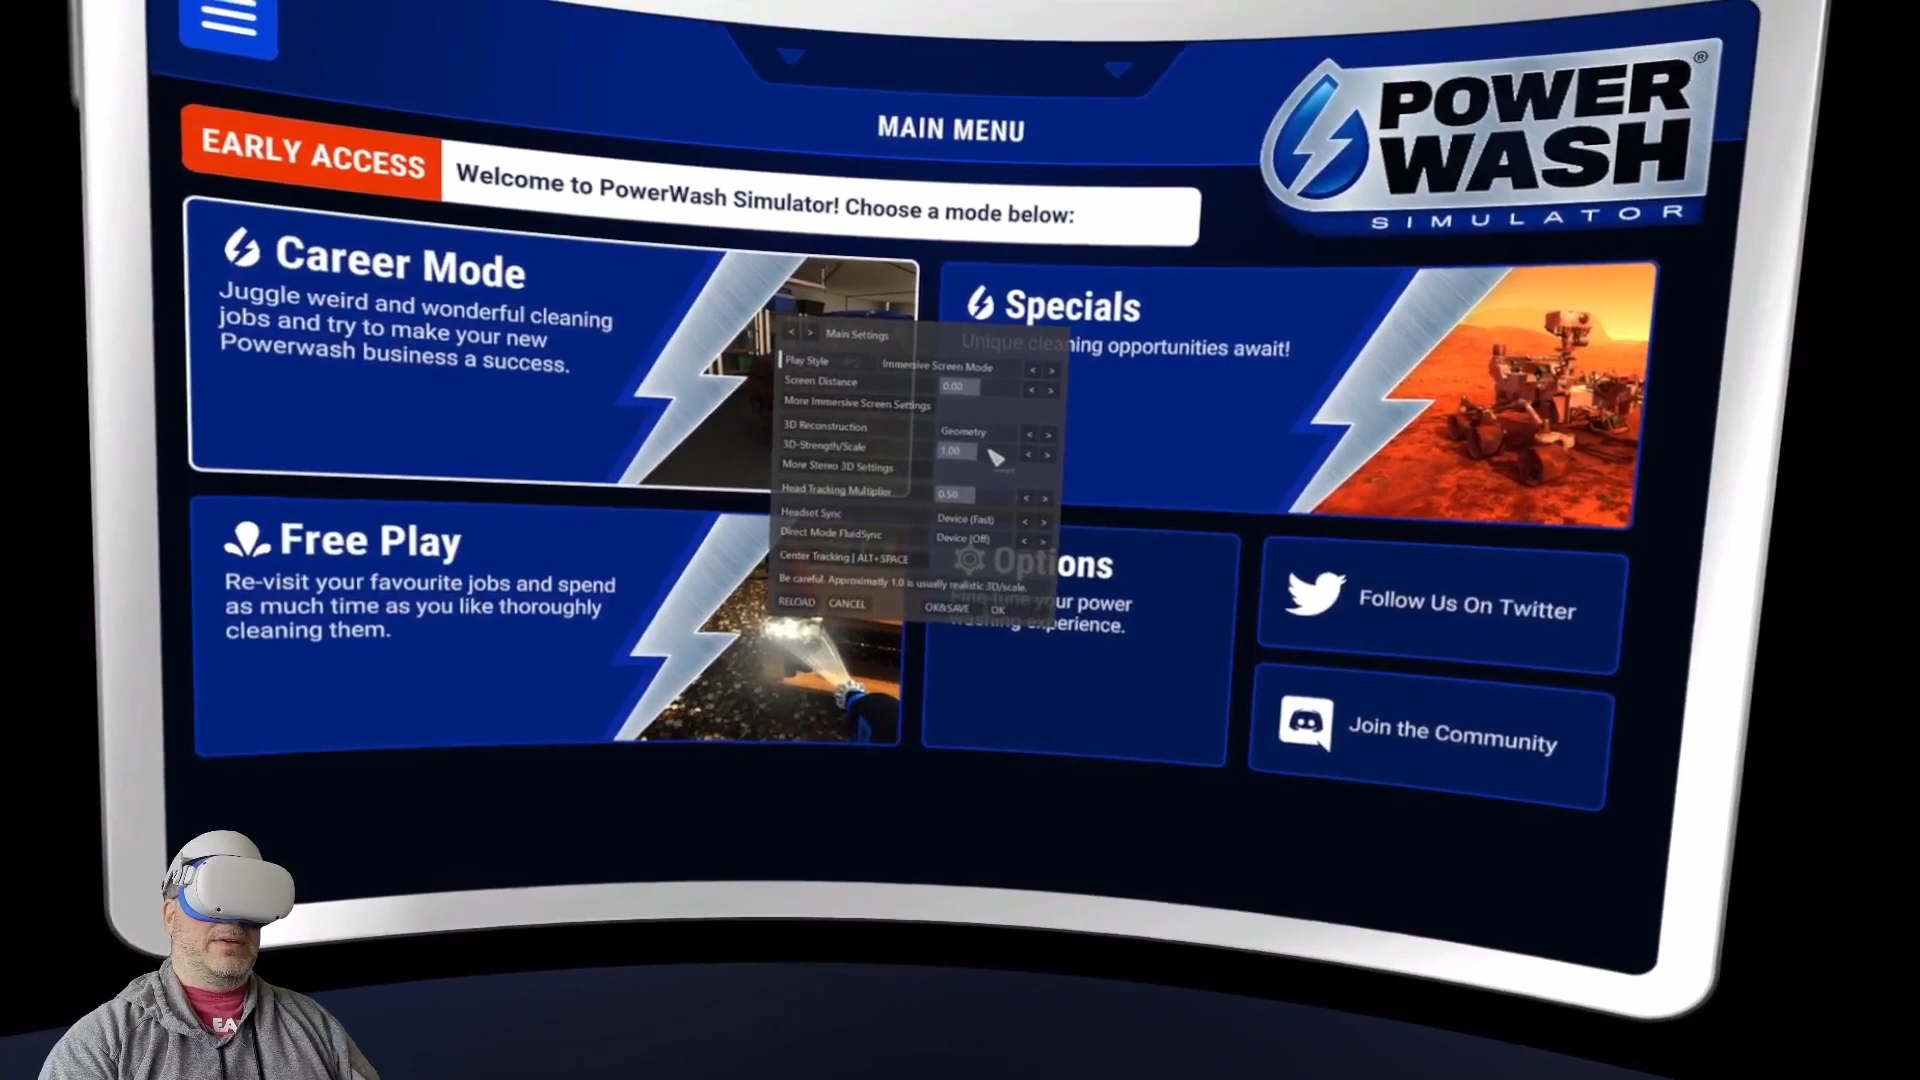 MAIN MENU
POWER
WASH
SIMULATOR
®
EARLY ACCESS
Welcome to PowerWash Simulator! Choose a mode below:
Career Mode
Juggle weird and wonderful cleaning
jobs and try to make your new
Powerwash business a success.
Specials
Unique cleaning opportunities await!
< > Main Settings
Play Style Immersive Screen Mode < >
Screen Distance 0.00 < >
More Immersive Screen Settings
3D Reconstruction Geometry < >
3D-Strength/Scale 1.00 < >
More Stereo 3D Settings
Head Tracking Multiplier 0.50 < >
Headset Sync Device (Fast) < >
Direct Mode FluidSync Device (Off) < >
Center Tracking | ALT+SPACE
Be careful. Approximatly 1.0 is usually realistic 3D/scale.
RELOAD CANCEL OK&SAVE OK
Free Play
Re-visit your favourite jobs and spend
as much time as you like thoroughly
cleaning them.
Options
your power
washing experience.
Follow Us On Twitter
Join the Community
EA